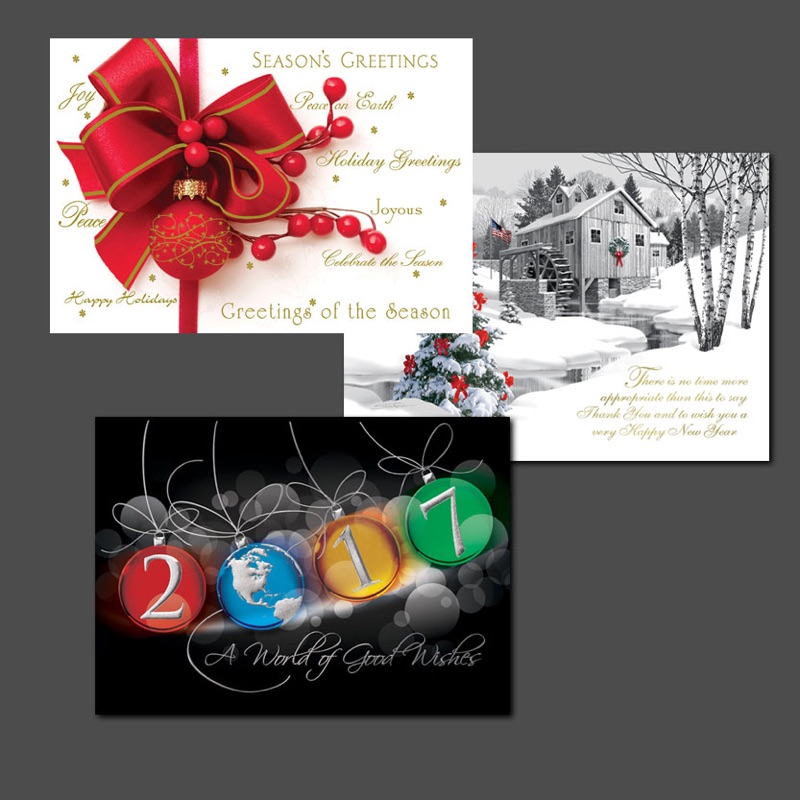 SEASON'S GREETINGS
Joy
Peace on Earth
Holiday Greetings
Peace
Joyous
Celebrate the Season
Happy Holidays
Greetings of the Season
There is no time more
appropriate than this to say
Thank You and to wish you a
very Happy New Year
2 17
A World of Good Wishes